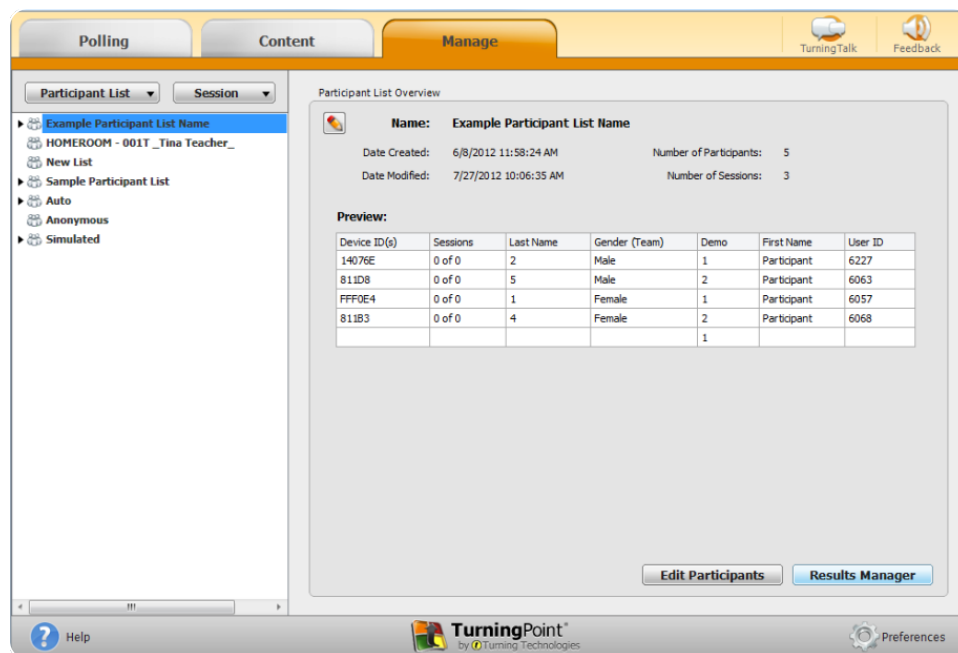 Polling Content Manage TurningTalk Feedback
Participant List Session
Example Participant List Name
HOMEROOM - 001T _Tina Teacher_
New List
Sample Participant List
Auto
Anonymous
Simulated
Participant List Overview
Name: Example Participant List Name
Date Created: 6/8/2012 11:58:24 AM Number of Participants: 5
Date Modified: 7/27/2012 10:06:35 AM Number of Sessions: 3
Preview:
Device ID(s) Sessions Last Name Gender (Team) Demo First Name User ID
14076E 0 of 0 2 Male 1 Participant 6227
811D8 0 of 0 5 Male 2 Participant 6063
FFF0E4 0 of 0 1 Female 1 Participant 6057
811B3 0 of 0 4 Female 2 Participant 6068
1
Edit Participants Results Manager
? Help TurningPoint® Preferences
by Turning Technologies